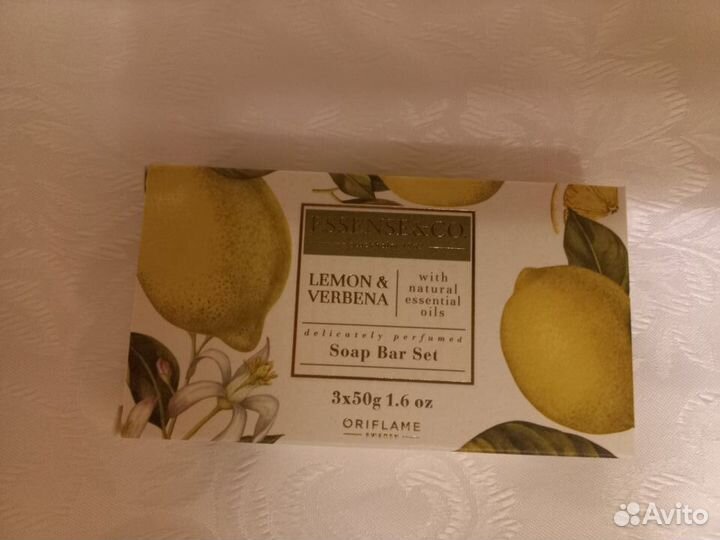 ESSENSE & CO.
LEMON &
VERBENA
with
natural
essential
oils
delicately perfumed
Soap Bar Set
3x50g 1.6 oz
ORIFLAME
SWEDEN
Avito